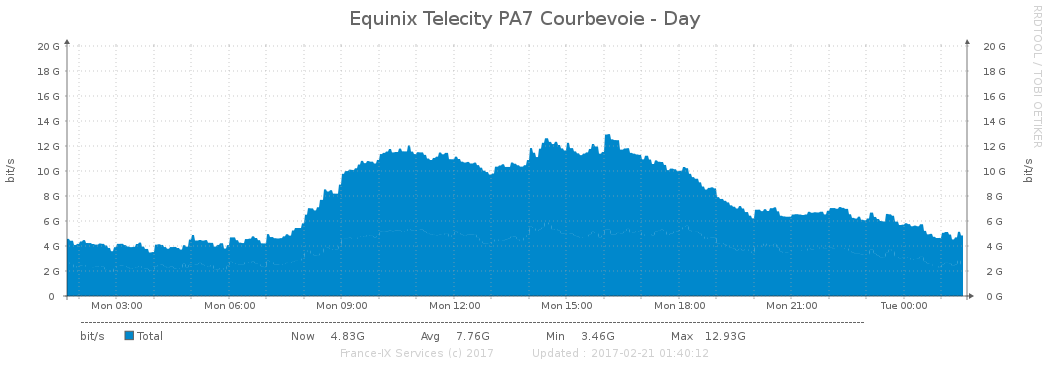 Equinix Telecity PA7 Courbevoie - Day
RRDTOOL / TOBI OETIKER
20 G 20 G
18 G 18 G
16 G 16 G
14 G 14 G
12 G 12 G
10 G 10 G
8 G 8 G
6 G 6 G
4 G 4 G
2 G 2 G
0 0 G
bit/s bit/s
Mon 03:00 Mon 06:00 Mon 09:00 Mon 12:00 Mon 15:00 Mon 18:00 Mon 21:00 Tue 00:00
bit/s Total Now 4.83G Avg 7.76G Min 3.46G Max 12.93G
France-IX Services (c) 2017 Updated : 2017-02-21 01:40:12